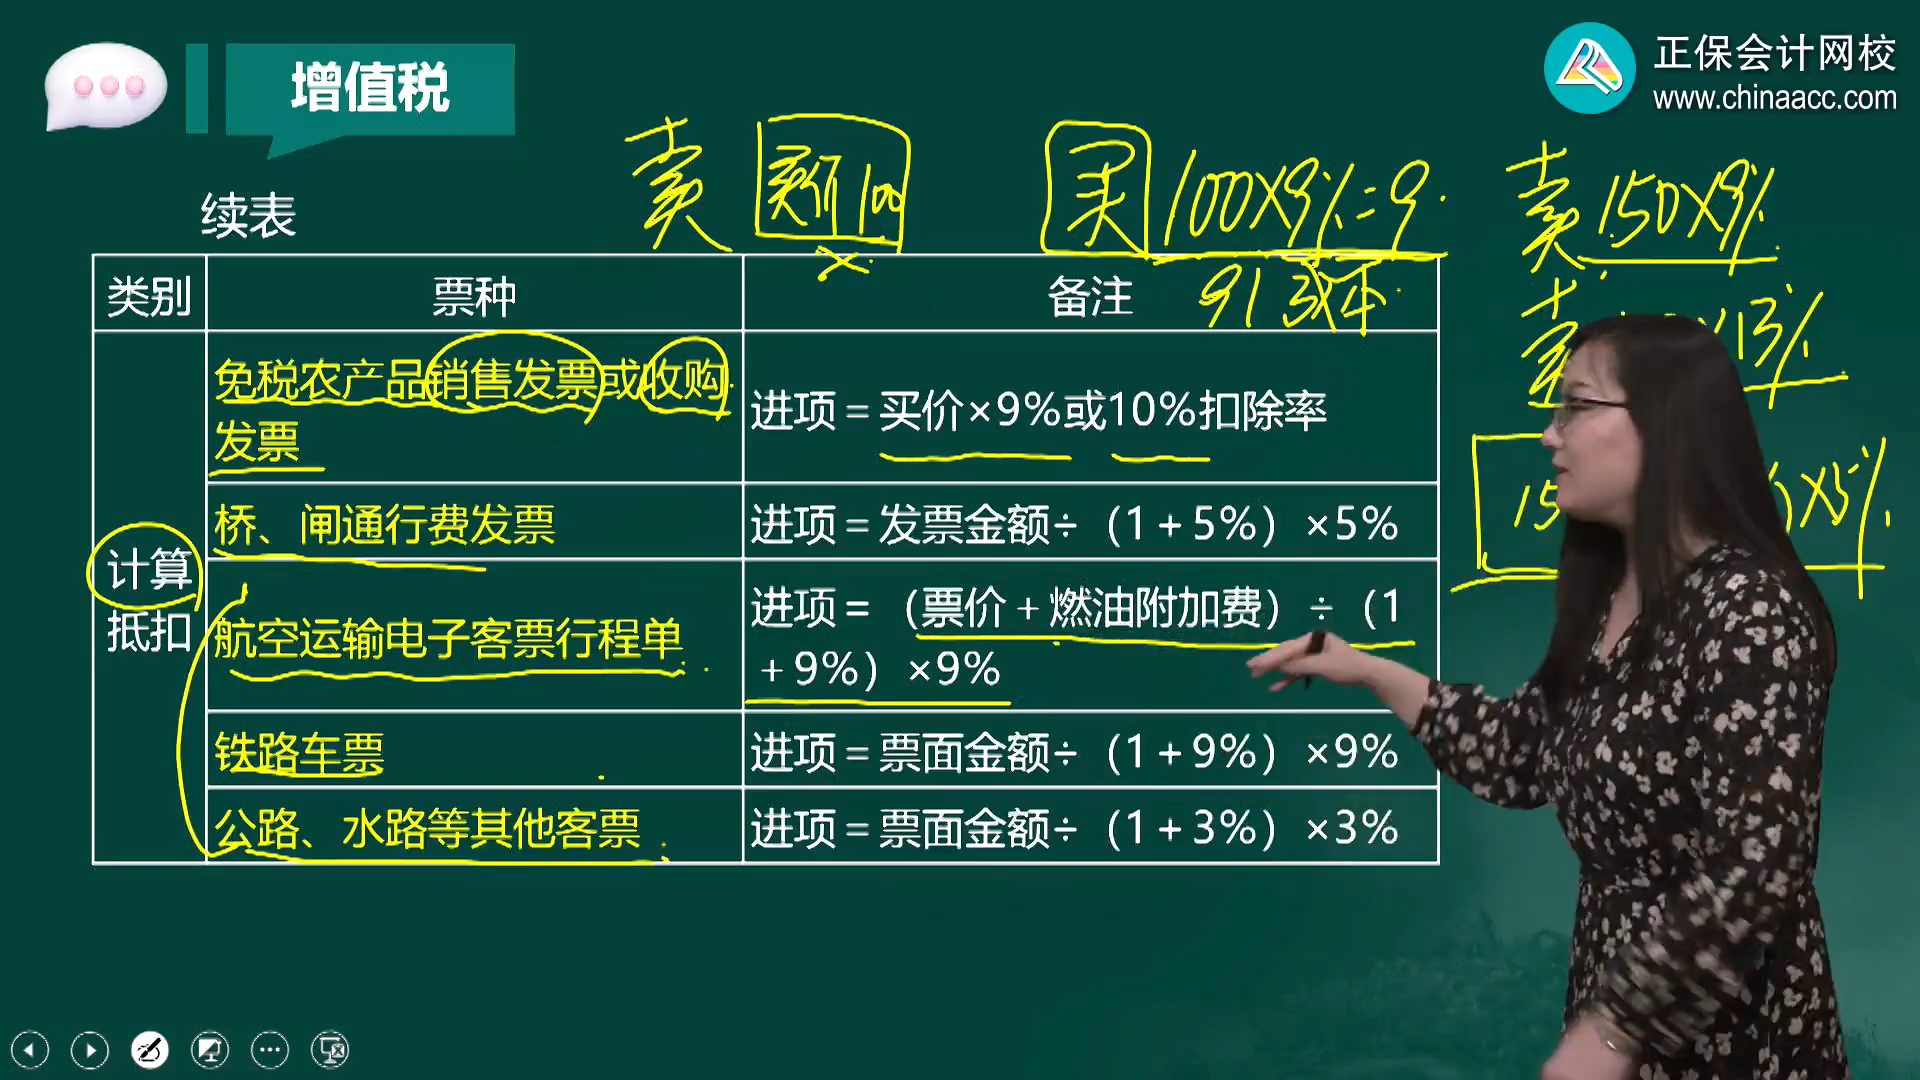 增值税
正保会计网校
www.chinaacc.com
卖 买价 100
买 100×9%=9
91 成本
卖 150×9%
卖 ×13%
15 ×5%
续表
类别 票种 备注
计算
抵扣
免税农产品销售发票或收购
发票
进项=买价×9%或10%扣除率
桥、闸通行费发票
进项=发票金额÷（1+5%）×5%
航空运输电子客票行程单
进项=（票价+燃油附加费）÷（1
+9%）×9%
铁路车票
进项=票面金额÷（1+9%）×9%
公路、水路等其他客票
进项=票面金额÷（1+3%）×3%